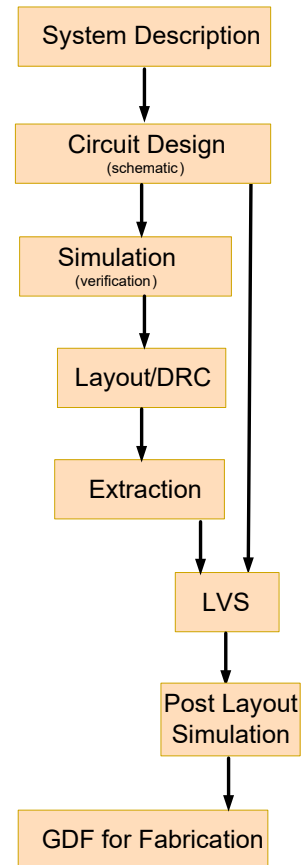 System Description
Circuit Design
(schematic)
Simulation
(verification)
Layout/DRC
Extraction
LVS
Post Layout
Simulation
GDF for Fabrication